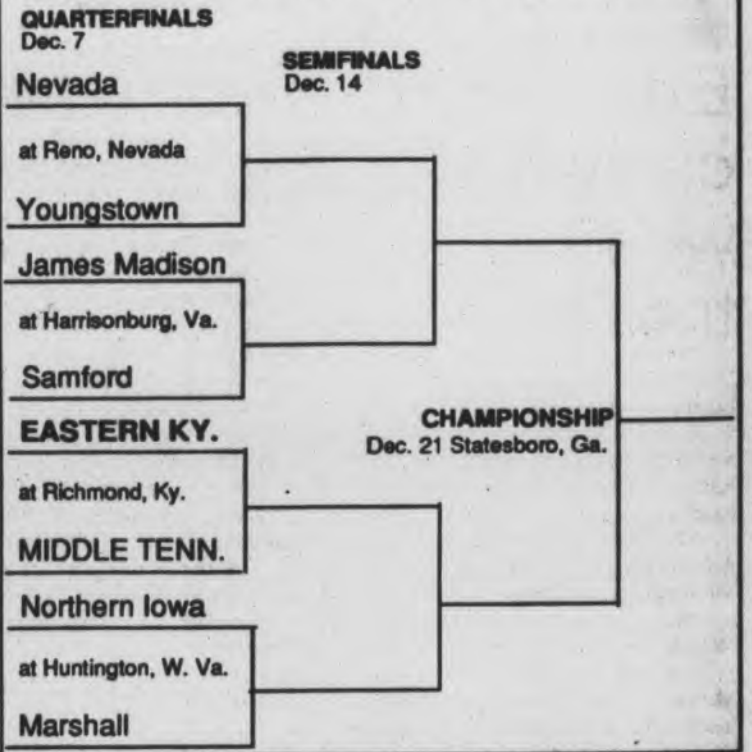 QUARTERFINALS
Dec. 7
SEMIFINALS
Dec. 14
Nevada
at Reno, Nevada
Youngstown
James Madison
at Harrisonburg, Va.
Samford
CHAMPIONSHIP
Dec. 21 Statesboro, Ga.
EASTERN KY.
at Richmond, Ky.
MIDDLE TENN.
Northern Iowa
at Huntington, W. Va.
Marshall